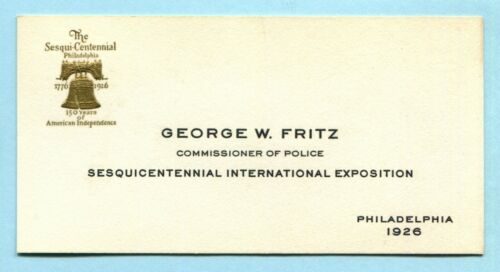 The
Sesqui-Centennial
Philadelphia
1776 1926
150 Years
of
American Independence
GEORGE W. FRITZ
COMMISSIONER OF POLICE
SESQUICENTENNIAL INTERNATIONAL EXPOSITION
PHILADELPHIA
1926